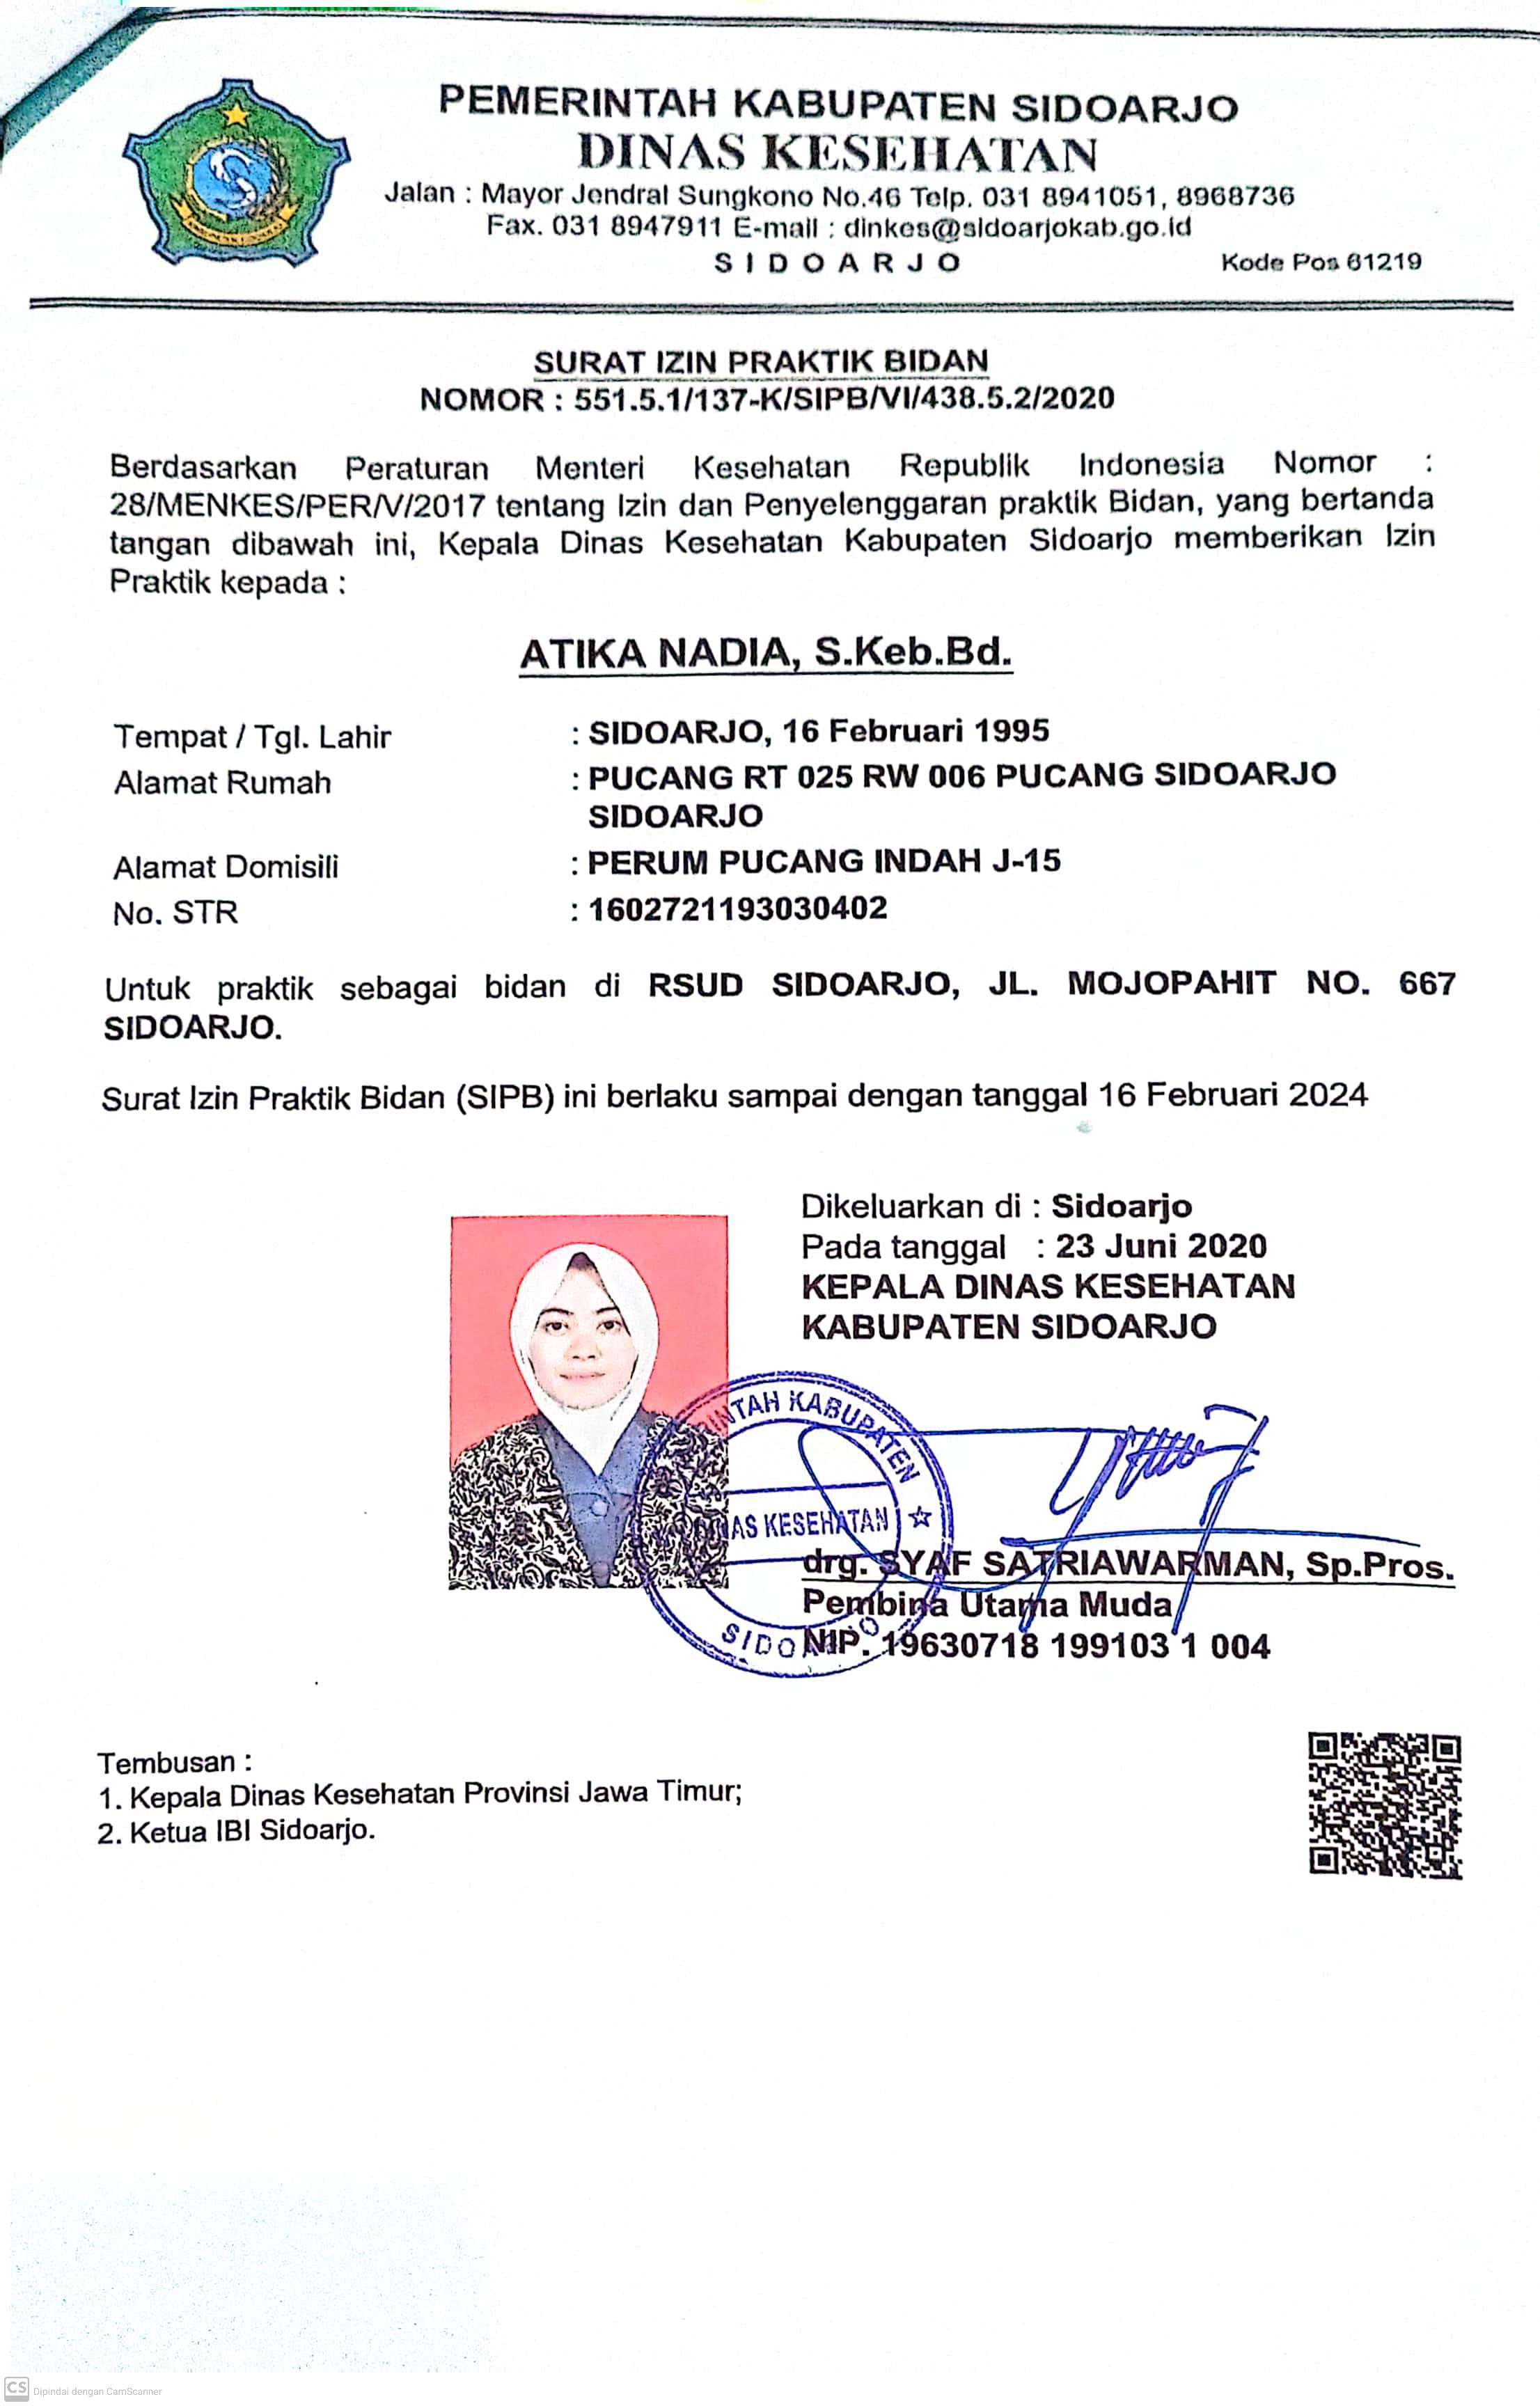 PEMERINTAH KABUPATEN SIDOARJO
DINAS KESEHATAN
Jalan : Mayor Jendral Sungkono No.46 Telp. 031 8941051, 8968736
Fax. 031 8947911 E-mail : dinkes@sidoarjokab.go.id
SIDOARJO Kode Pos 61219
SURAT IZIN PRAKTIK BIDAN
NOMOR : 551.5.1/137-K/SIPB/VI/438.5.2/2020
Berdasarkan Peraturan Menteri Kesehatan Republik Indonesia Nomor :
28/MENKES/PER/V/2017 tentang Izin dan Penyelenggaran praktik Bidan, yang bertanda
tangan dibawah ini, Kepala Dinas Kesehatan Kabupaten Sidoarjo memberikan Izin
Praktik kepada :
ATIKA NADIA, S.Keb.Bd.
Tempat / Tgl. Lahir : SIDOARJO, 16 Februari 1995
Alamat Rumah : PUCANG RT 025 RW 006 PUCANG SIDOARJO
SIDOARJO
Alamat Domisili : PERUM PUCANG INDAH J-15
No. STR : 1602721193030402
Untuk praktik sebagai bidan di RSUD SIDOARJO, JL. MOJOPAHIT NO. 667
SIDOARJO.
Surat Izin Praktik Bidan (SIPB) ini berlaku sampai dengan tanggal 16 Februari 2024
Dikeluarkan di : Sidoarjo
Pada tanggal : 23 Juni 2020
KEPALA DINAS KESEHATAN
KABUPATEN SIDOARJO
KABUPATEN
KESEHATAN
drg. SYAF SATRIAWARMAN, Sp.Pros.
Pembina Utama Muda
NIP. 19630718 199103 1 004
Tembusan :
1. Kepala Dinas Kesehatan Provinsi Jawa Timur;
2. Ketua IBI Sidoarjo.
CS Dipindai dengan CamScanner